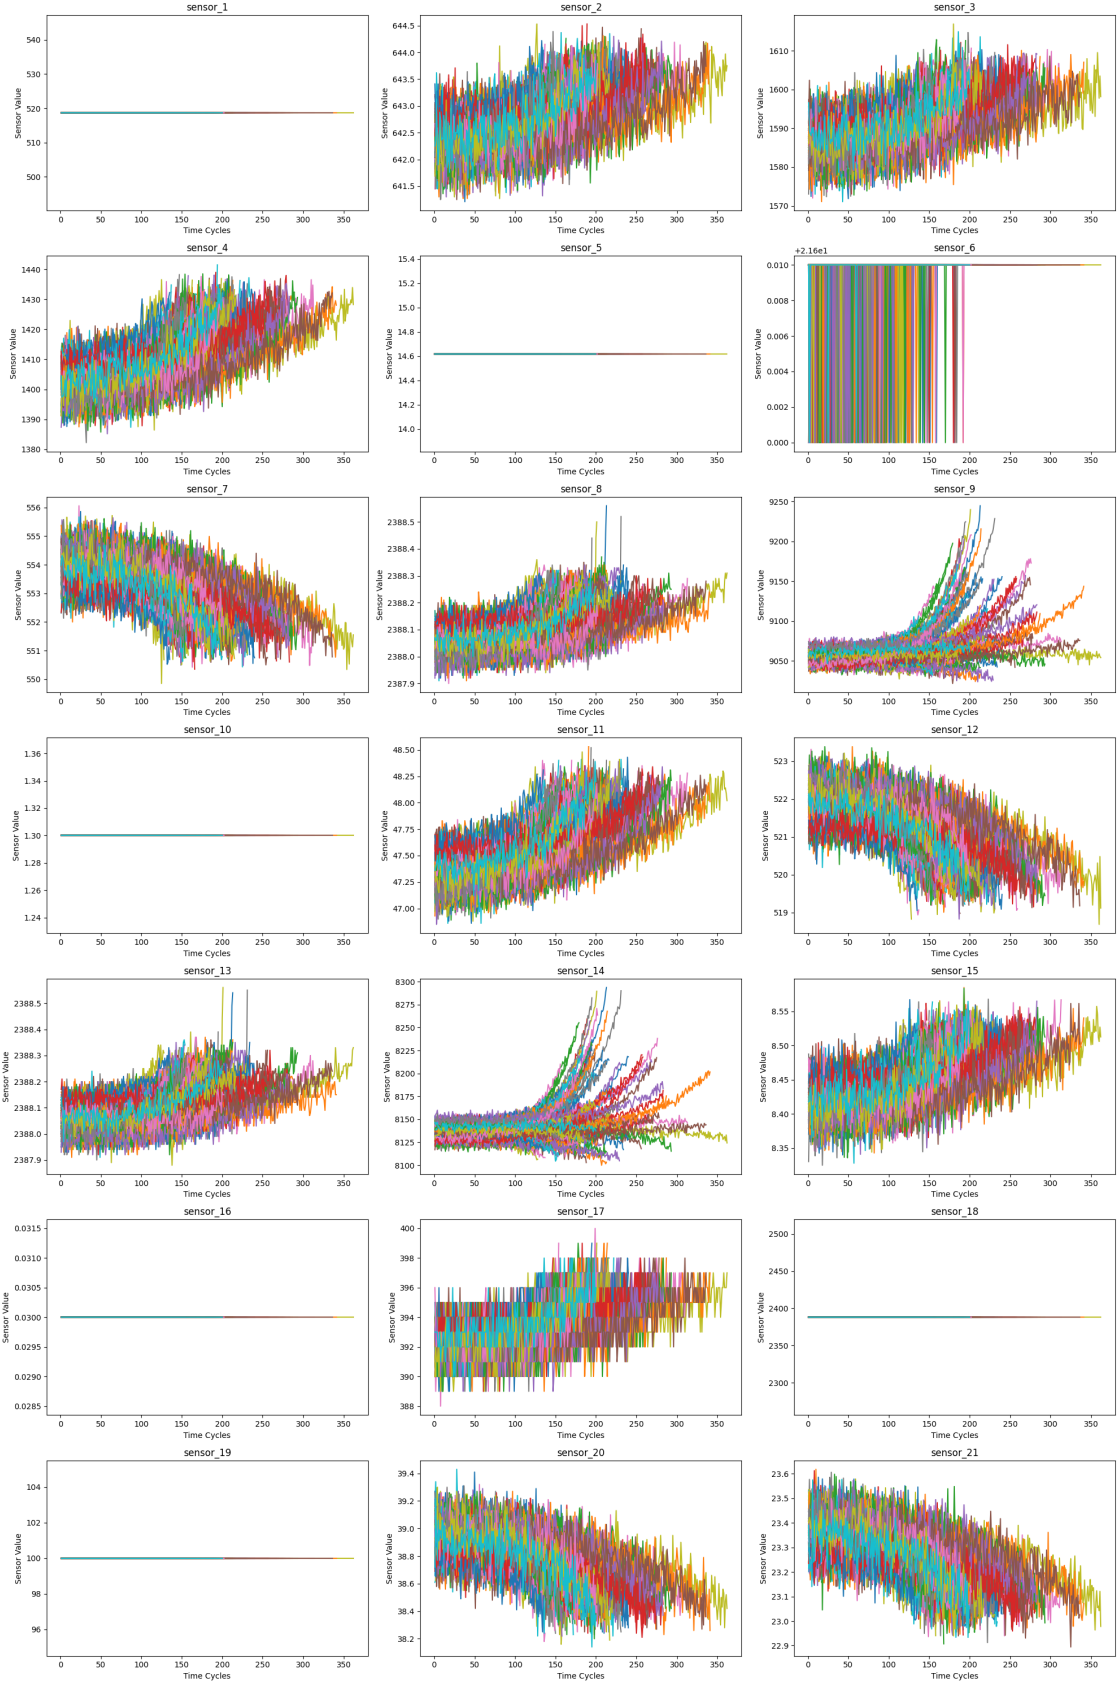 sensor_1
540
530
520
510
500
Sensor Value
0 50 100 150 200 250 300 350
Time Cycles
sensor_2
644.5
644.0
643.5
643.0
642.5
642.0
641.5
Sensor Value
0 50 100 150 200 250 300 350
Time Cycles
sensor_3
1610
1600
1590
1580
1570
Sensor Value
0 50 100 150 200 250 300 350
Time Cycles
sensor_4
1440
1430
1420
1410
1400
1390
1380
Sensor Value
0 50 100 150 200 250 300 350
Time Cycles
sensor_5
15.4
15.2
15.0
14.8
14.6
14.4
14.2
14.0
Sensor Value
0 50 100 150 200 250 300 350
Time Cycles
sensor_6
+2.16e1
0.010
0.008
0.006
0.004
0.002
0.000
Sensor Value
0 50 100 150 200 250 300 350
Time Cycles
sensor_7
556
555
554
553
552
551
550
Sensor Value
0 50 100 150 200 250 300 350
Time Cycles
sensor_8
2388.5
2388.4
2388.3
2388.2
2388.1
2388.0
2387.9
Sensor Value
0 50 100 150 200 250 300 350
Time Cycles
sensor_9
9250
9200
9150
9100
9050
Sensor Value
0 50 100 150 200 250 300 350
Time Cycles
sensor_10
1.36
1.34
1.32
1.30
1.28
1.26
1.24
Sensor Value
0 50 100 150 200 250 300 350
Time Cycles
sensor_11
48.50
48.25
48.00
47.75
47.50
47.25
47.00
Sensor Value
0 50 100 150 200 250 300 350
Time Cycles
sensor_12
523
522
521
520
519
Sensor Value
0 50 100 150 200 250 300 350
Time Cycles
sensor_13
2388.5
2388.4
2388.3
2388.2
2388.1
2388.0
2387.9
Sensor Value
0 50 100 150 200 250 300 350
Time Cycles
sensor_14
8300
8275
8250
8225
8200
8175
8150
8125
8100
Sensor Value
0 50 100 150 200 250 300 350
Time Cycles
sensor_15
8.55
8.50
8.45
8.40
8.35
Sensor Value
0 50 100 150 200 250 300 350
Time Cycles
sensor_16
0.0315
0.0310
0.0305
0.0300
0.0295
0.0290
0.0285
Sensor Value
0 50 100 150 200 250 300 350
Time Cycles
sensor_17
400
398
396
394
392
390
388
Sensor Value
0 50 100 150 200 250 300 350
Time Cycles
sensor_18
2500
2450
2400
2350
2300
Sensor Value
0 50 100 150 200 250 300 350
Time Cycles
sensor_19
104
102
100
98
96
Sensor Value
0 50 100 150 200 250 300 350
Time Cycles
sensor_20
39.4
39.2
39.0
38.8
38.6
38.4
38.2
Sensor Value
0 50 100 150 200 250 300 350
Time Cycles
sensor_21
23.6
23.5
23.4
23.3
23.2
23.1
23.0
22.9
Sensor Value
0 50 100 150 200 250 300 350
Time Cycles